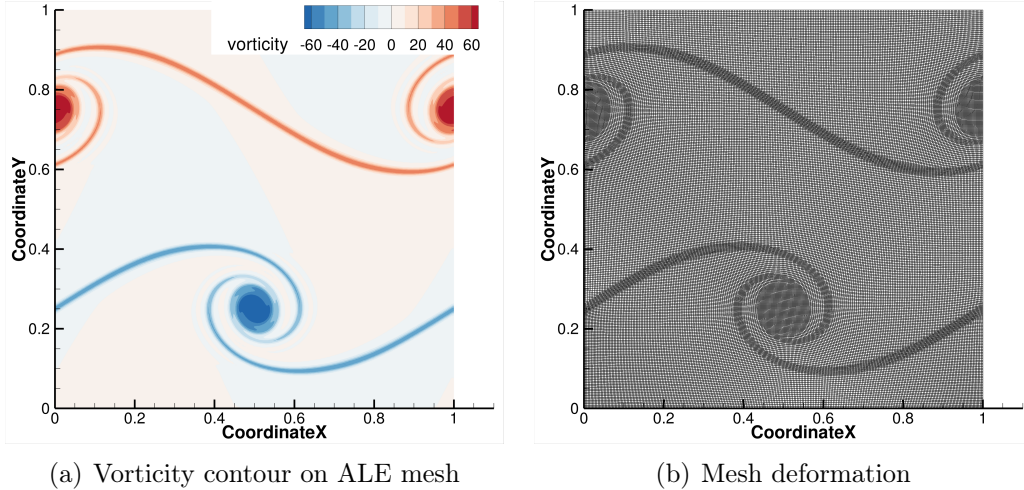 vorticity
-60 -40 -20 0 20 40 60
CoordinateY
1
0.8
0.6
0.4
0.2
0
0 0.2 0.4 0.6 0.8 1
CoordinateX
(a) Vorticity contour on ALE mesh
CoordinateY
1
0.8
0.6
0.4
0.2
0
0 0.2 0.4 0.6 0.8 1
CoordinateX
(b) Mesh deformation